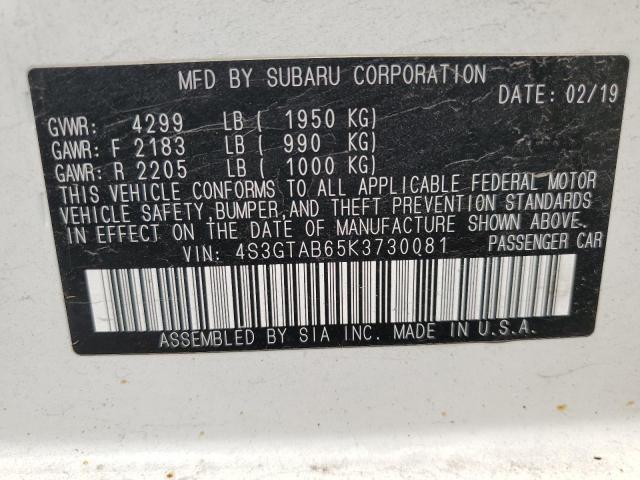 MFD BY SUBARU CORPORATION
DATE: 02/19
GVWR: 4299 LB ( 1950 KG)
GAWR: F 2183 LB ( 990 KG)
GAWR: R 2205 LB ( 1000 KG)
THIS VEHICLE CONFORMS TO ALL APPLICABLE FEDERAL MOTOR
VEHICLE SAFETY, BUMPER, AND THEFT PREVENTION STANDARDS
IN EFFECT ON THE DATE OF MANUFACTURE SHOWN ABOVE.
VIN: 4S3GTAB65K3730081 PASSENGER CAR
ASSEMBLED BY SIA INC. MADE IN U.S.A.